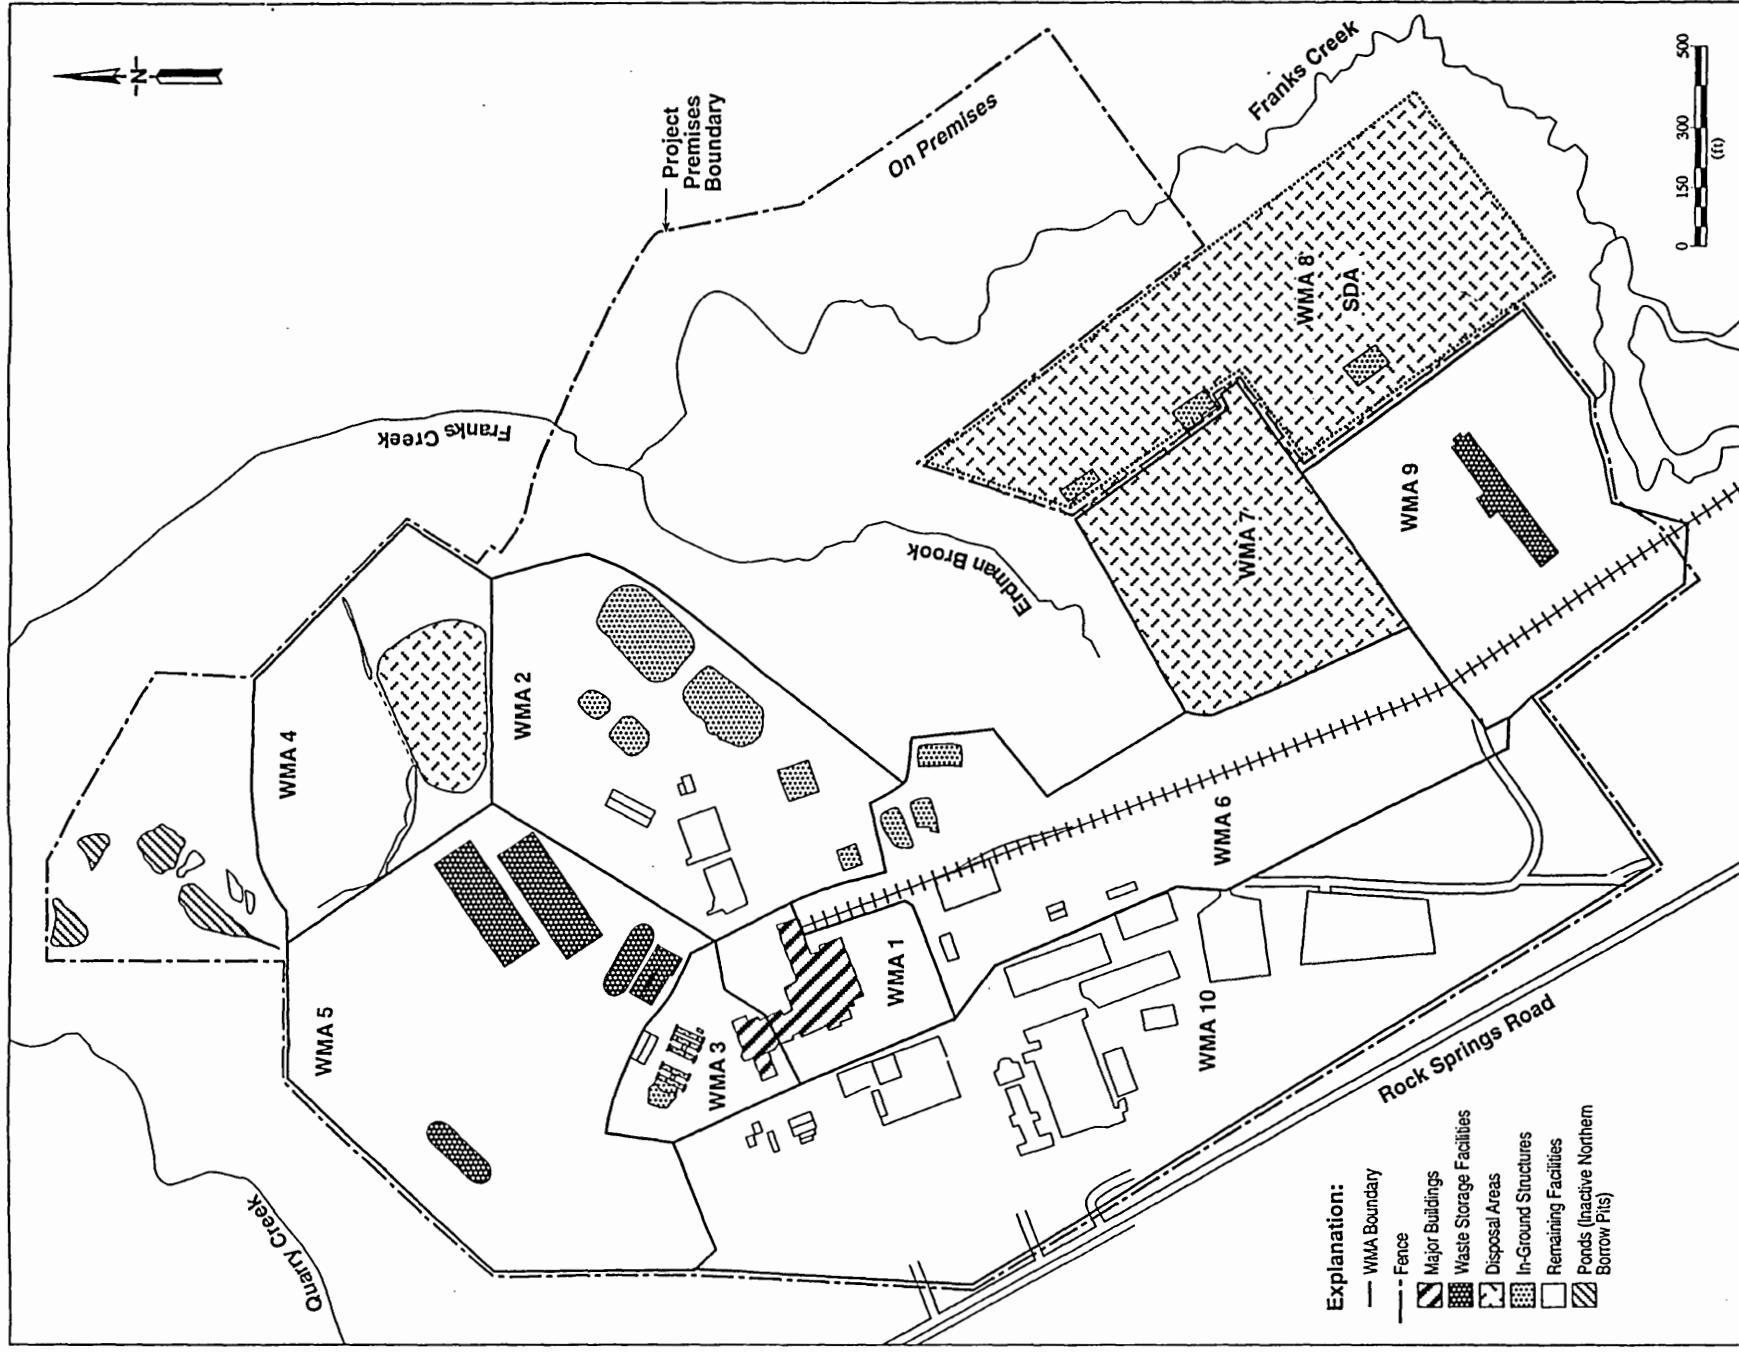 N
Franks Creek
500
300
150
0
(ft)
Project
Premises
Boundary
On Premises
Franks Creek
WMA 8
SDA
WMA 7
WMA 9
Erdman Brook
WMA 2
WMA 4
WMA 6
WMA 5
WMA 1
WMA 3
WMA 10
Rock Springs Road
Quarry Creek
Explanation:
WMA Boundary
Fence
Major Buildings
Waste Storage Facilities
Disposal Areas
In-Ground Structures
Remaining Facilities
Ponds (Inactive Northern
Borrow Pits)